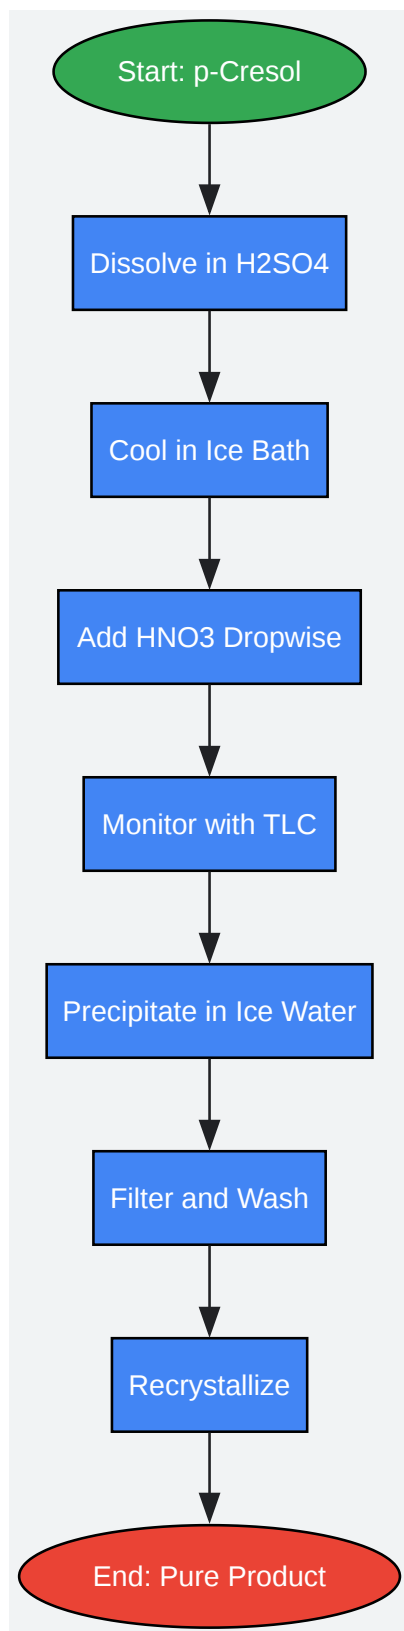 Start: p-Cresol
Dissolve in H2SO4
Cool in Ice Bath
Add HNO3 Dropwise
Monitor with TLC
Precipitate in Ice Water
Filter and Wash
Recrystallize
End: Pure Product